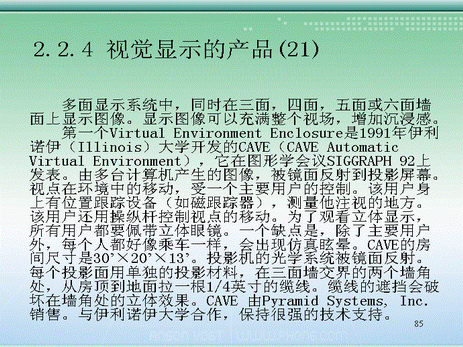 2.2.4 视觉显示的产品(21)
多面显示系统中，同时在三面，四面，五面或六面墙
面上显示图像。显示图像可以充满整个视场，增加沉浸感。
第一个Virtual Environment Enclosure是1991年伊利
诺伊（Illinois）大学开发的CAVE（CAVE Automatic
Virtual Environment），它在图形学会议SIGGRAPH 92上
发表。由多台计算机产生的图像，被镜面反射到投影屏幕。
视点在环境中的移动，受一个主要用户的控制。该用户身
上有位置跟踪设备（如磁跟踪器），测量他注视的地方。
该用户还用操纵杆控制视点的移动。为了观看立体显示，
所有用户都要佩带立体眼镜。一个缺点是，除了主要用户
外，每个人都好像乘车一样，会出现仿真眩晕。CAVE的房
间尺寸是30’×20’×13’。投影机的光学系统被镜面反射。
每个投影面用单独的投影材料，在三面墙交界的两个墙角
处，从房顶到地面拉一根1/4英寸的缆线。缆线的遮挡会破
坏在墙角处的立体效果。CAVE 由Pyramid Systems, Inc.
销售。与伊利诺伊大学合作，保持很强的技术支持。
85